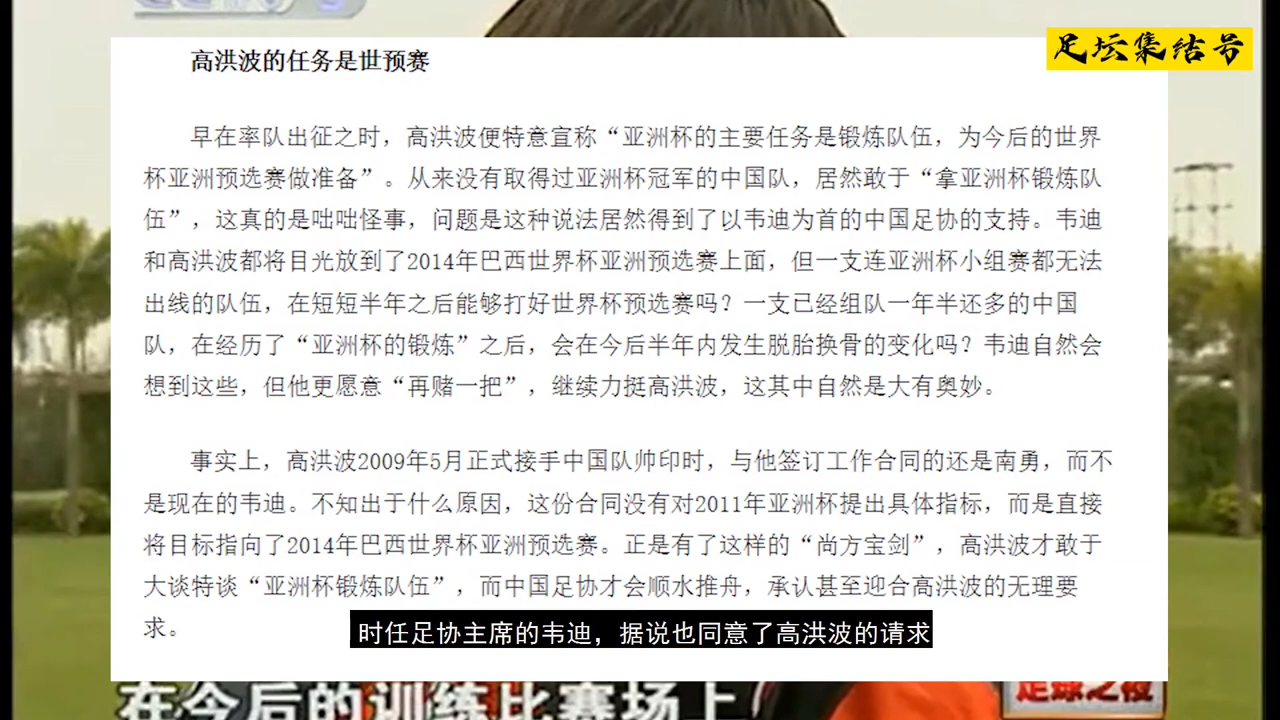 足坛集结号
高洪波的任务是世预赛
早在率队出征之时，高洪波便特意宣称“亚洲杯的主要任务是锻炼队伍，为今后的世界
杯亚洲预选赛做准备”。从来没有取得过亚洲杯冠军的中国队，居然敢于“拿亚洲杯锻炼队
伍”，这真的是咄咄怪事，问题是这种说法居然得到了以韦迪为首的中国足协的支持。韦迪
和高洪波都将目光放到了2014年巴西世界杯亚洲预选赛上面，但一支连亚洲杯小组赛都无法
出线的队伍，在短短半年之后能够打好世界杯预选赛吗？一支已经组队一年半还多的中国
队，在经历了“亚洲杯的锻炼”之后，会在今后半年内发生脱胎换骨的变化吗？韦迪自然会
想到这些，但他更愿意“再赌一把”，继续力挺高洪波，这其中自然是大有奥妙。
事实上，高洪波2009年5月正式接手中国队帅印时，与他签订工作合同的还是南勇，而不
是现在的韦迪。不知出于什么原因，这份合同没有对2011年亚洲杯提出具体指标，而是直接
将目标指向了2014年巴西世界杯亚洲预选赛。正是有了这样的“尚方宝剑”，高洪波才敢于
大谈特谈“亚洲杯锻炼队伍”，而中国足协才会顺水推舟，承认甚至迎合高洪波的无理要
求。
时任足协主席的韦迪，据说也同意了高洪波的请求
在今后的训练比赛场上